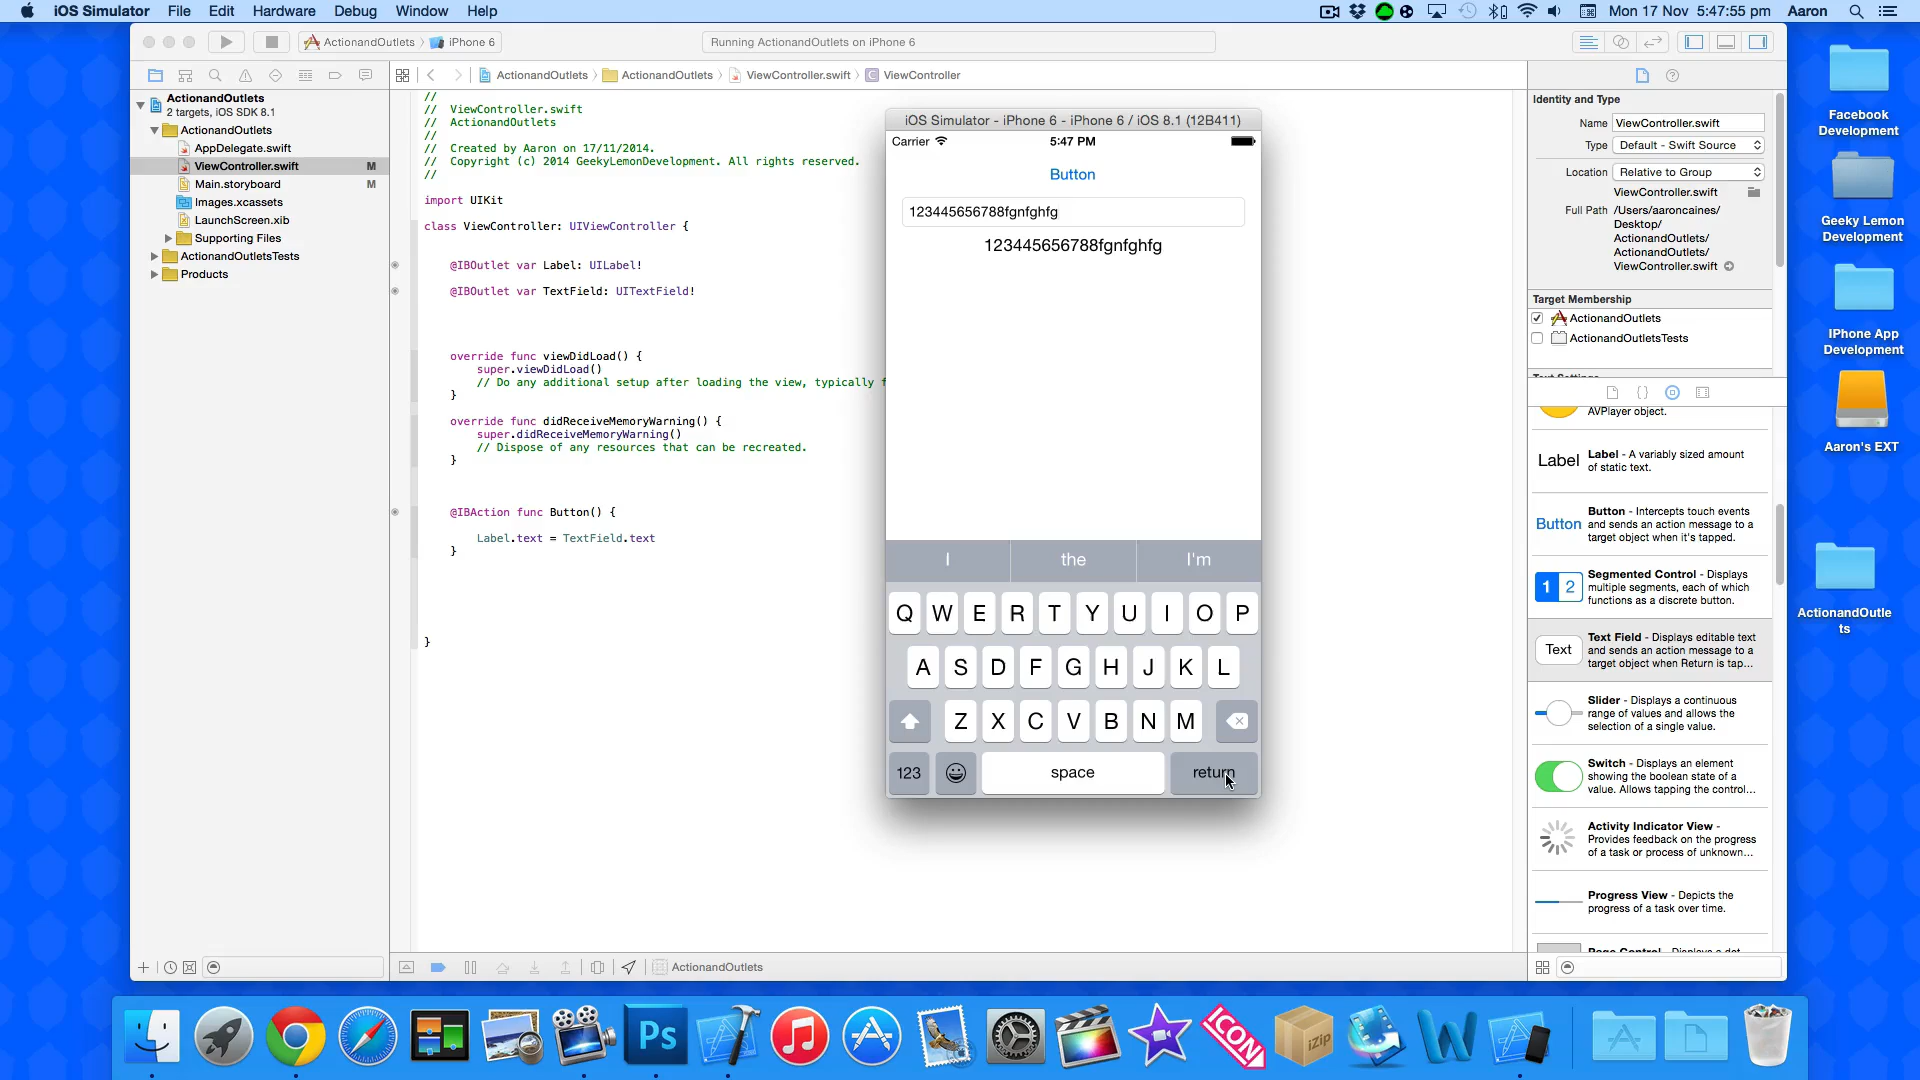 iOS Simulator File Edit Hardware Debug Window Help
Mon 17 Nov 5:47:55 pm Aaron
ActionandOutlets iPhone 6
Running ActionandOutlets on iPhone 6
ActionandOutlets ActionandOutlets ViewController.swift C ViewController
ActionandOutlets
2 targets, iOS SDK 8.1
ActionandOutlets
AppDelegate.swift
ViewController.swift M
Main.storyboard M
Images.xcassets
LaunchScreen.xib
Supporting Files
ActionandOutletsTests
Products
//
// ViewController.swift
// ActionandOutlets
//
// Created by Aaron on 17/11/2014.
// Copyright (c) 2014 GeekyLemonDevelopment. All rights reserved.
//
import UIKit
class ViewController: UIViewController {
@IBOutlet var Label: UILabel!
@IBOutlet var TextField: UITextField!
override func viewDidLoad() {
super.viewDidLoad()
// Do any additional setup after loading the view, typically f
}
override func didReceiveMemoryWarning() {
super.didReceiveMemoryWarning()
// Dispose of any resources that can be recreated.
}
@IBAction func Button() {
Label.text = TextField.text
}
}
ActionandOutlets
iOS Simulator - iPhone 6 - iPhone 6 / iOS 8.1 (12B411)
Carrier 5:47 PM
Button
123445656788fgnfghfg
123445656788fgnfghfg
I the I'm
Q W E R T Y U I O P
A S D F G H J K L
Z X C V B N M
123 space return
Identity and Type
Name ViewController.swift
Type Default - Swift Source
Location Relative to Group
ViewController.swift
Full Path /Users/aaroncaines/
Desktop/
ActionandOutlets/
ActionandOutlets/
ViewController.swift
Target Membership
ActionandOutlets
ActionandOutletsTests
AVPlayer object.
Label
Label - A variably sized amount
of static text.
Button
Button - Intercepts touch events
and sends an action message to a
target object when it's tapped.
1 2
Segmented Control - Displays
multiple segments, each of which
functions as a discrete button.
Text
Text Field - Displays editable text
and sends an action message to a
target object when Return is tap...
Slider - Displays a continuous
range of values and allows the
selection of a single value.
Switch - Displays an element
showing the boolean state of a
value. Allows tapping the control...
Activity Indicator View -
Provides feedback on the progress
of a task or process of unknown...
Progress View - Depicts the
progress of a task over time.
Facebook
Development
Geeky Lemon
Development
IPhone App
Development
Aaron's EXT
ActionandOutle
ts
Ps
ICON
iZip
W